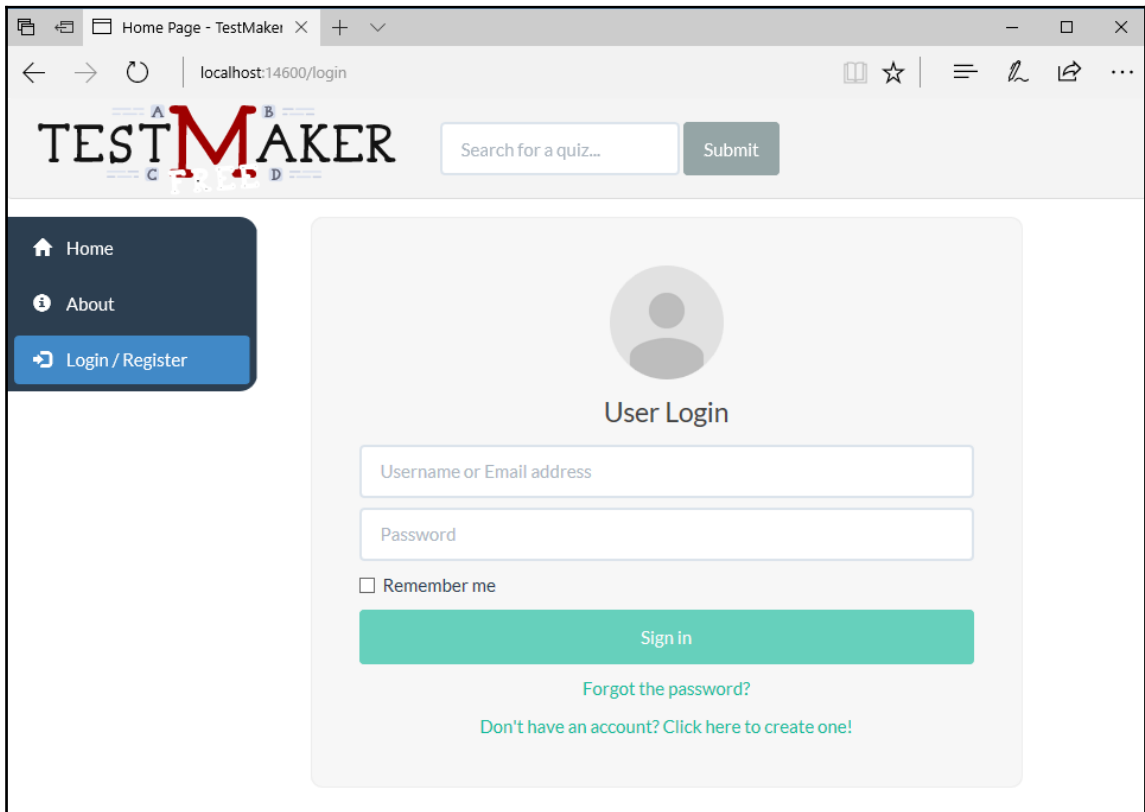 Home Page - TestMaker
localhost:14600/login
A B
TESTMAKER
C FREE D
Search for a quiz...
Submit
Home
About
Login / Register
User Login
Username or Email address
Password
Remember me
Sign in
Forgot the password?
Don't have an account? Click here to create one!